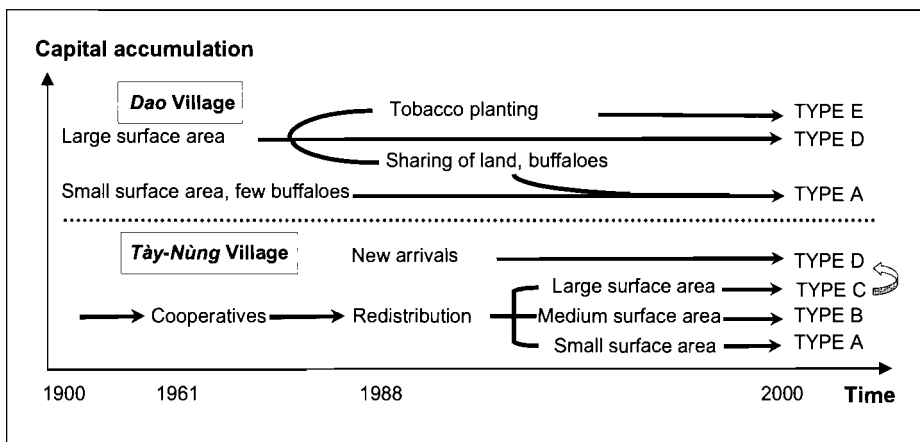 Capital accumulation
Dao Village
Tobacco planting
TYPE E
Large surface area
TYPE D
Sharing of land, buffaloes
Small surface area, few buffaloes
TYPE A
Tày-Nùng Village
New arrivals
TYPE D
Large surface area
TYPE C
Cooperatives
Redistribution
Medium surface area
TYPE B
Small surface area
TYPE A
1900
1961
1988
2000
Time